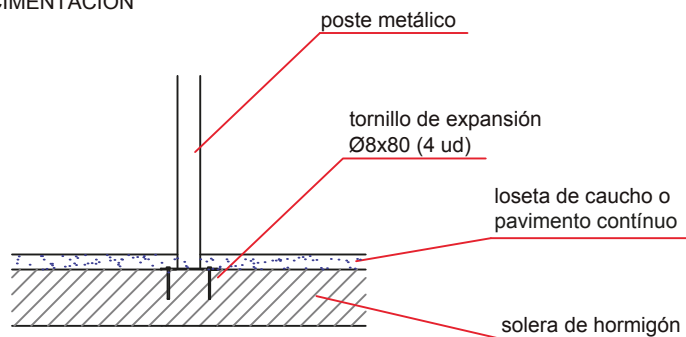 CIMENTACIÓN
poste metálico
tornillo de expansión
Ø8x80 (4 ud)
loseta de caucho o
pavimento contínuo
solera de hormigón